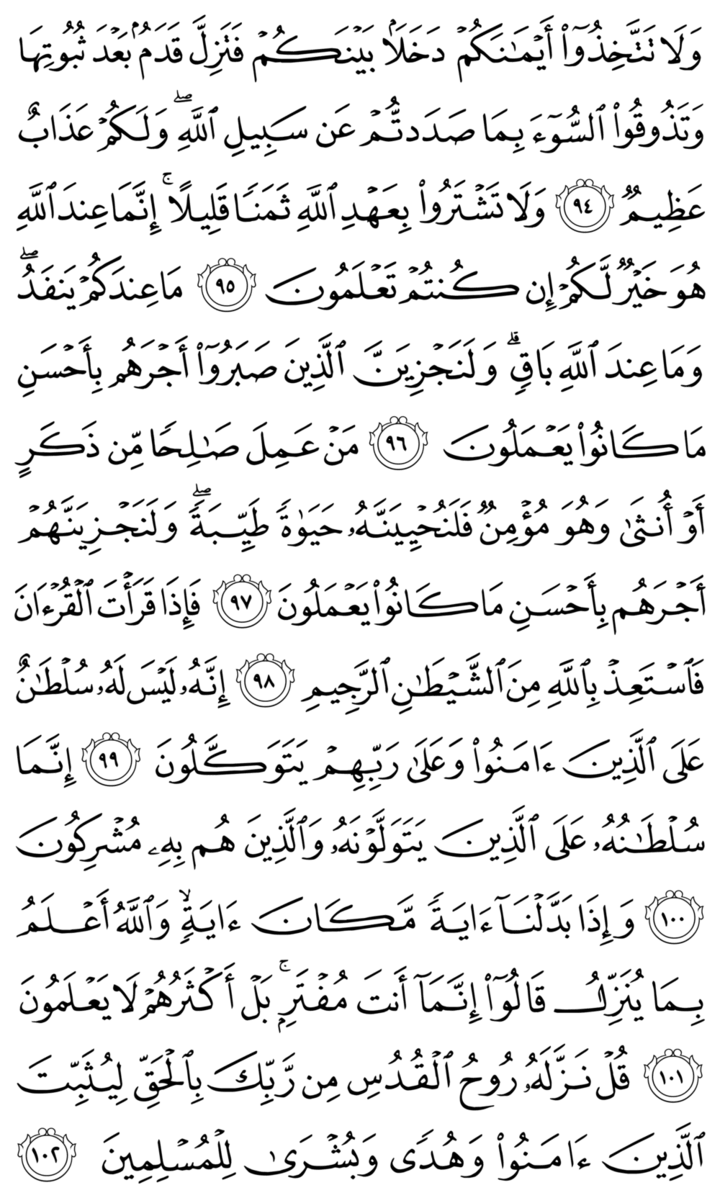 وَلَا تَتَّخِذُوٓا۟ أَيْمَـٰنَكُمْ دَخَلًۢا بَيْنَكُمْ فَتَزِلَّ قَدَمٌۢ بَعْدَ ثُبُوتِهَا
وَتَذُوقُوا۟ ٱلسُّوٓءَ بِمَا صَدَدتُّمْ عَن سَبِيلِ ٱللَّهِ ۖ وَلَكُمْ عَذَابٌ
عَظِيمٌ ﴿٩٤﴾ وَلَا تَشْتَرُوا۟ بِعَهْدِ ٱللَّهِ ثَمَنًا قَلِيلًا ۚ إِنَّمَا عِندَ ٱللَّهِ
هُوَ خَيْرٌ لَّكُمْ إِن كُنتُمْ تَعْلَمُونَ ﴿٩٥﴾ مَا عِندَكُمْ يَنفَدُ ۖ
وَمَا عِندَ ٱللَّهِ بَاقٍ ۗ وَلَنَجْزِيَنَّ ٱلَّذِينَ صَبَرُوٓا۟ أَجْرَهُم بِأَحْسَنِ
مَا كَانُوا۟ يَعْمَلُونَ ﴿٩٦﴾ مَنْ عَمِلَ صَـٰلِحًا مِّن ذَكَرٍ
أَوْ أُنثَىٰ وَهُوَ مُؤْمِنٌ فَلَنُحْيِيَنَّهُۥ حَيَوٰةً طَيِّبَةً ۖ وَلَنَجْزِيَنَّهُمْ
أَجْرَهُم بِأَحْسَنِ مَا كَانُوا۟ يَعْمَلُونَ ﴿٩٧﴾ فَإِذَا قَرَأْتَ ٱلْقُرْءَانَ
فَٱسْتَعِذْ بِٱللَّهِ مِنَ ٱلشَّيْطَـٰنِ ٱلرَّجِيمِ ﴿٩٨﴾ إِنَّهُۥ لَيْسَ لَهُۥ سُلْطَـٰنٌ
عَلَى ٱلَّذِينَ ءَامَنُوا۟ وَعَلَىٰ رَبِّهِمْ يَتَوَكَّلُونَ ﴿٩٩﴾ إِنَّمَا
سُلْطَـٰنُهُۥ عَلَى ٱلَّذِينَ يَتَوَلَّوْنَهُۥ وَٱلَّذِينَ هُم بِهِۦ مُشْرِكُونَ
﴿١٠٠﴾ وَإِذَا بَدَّلْنَآ ءَايَةً مَّكَانَ ءَايَةٍ ۙ وَٱللَّهُ أَعْلَمُ
بِمَا يُنَزِّلُ قَالُوٓا۟ إِنَّمَآ أَنتَ مُفْتَرٍۭ ۚ بَلْ أَكْثَرُهُمْ لَا يَعْلَمُونَ
﴿١٠١﴾ قُلْ نَزَّلَهُۥ رُوحُ ٱلْقُدُسِ مِن رَّبِّكَ بِٱلْحَقِّ لِيُثَبِّتَ
ٱلَّذِينَ ءَامَنُوا۟ وَهُدًى وَبُشْرَىٰ لِلْمُسْلِمِينَ ﴿١٠٢﴾